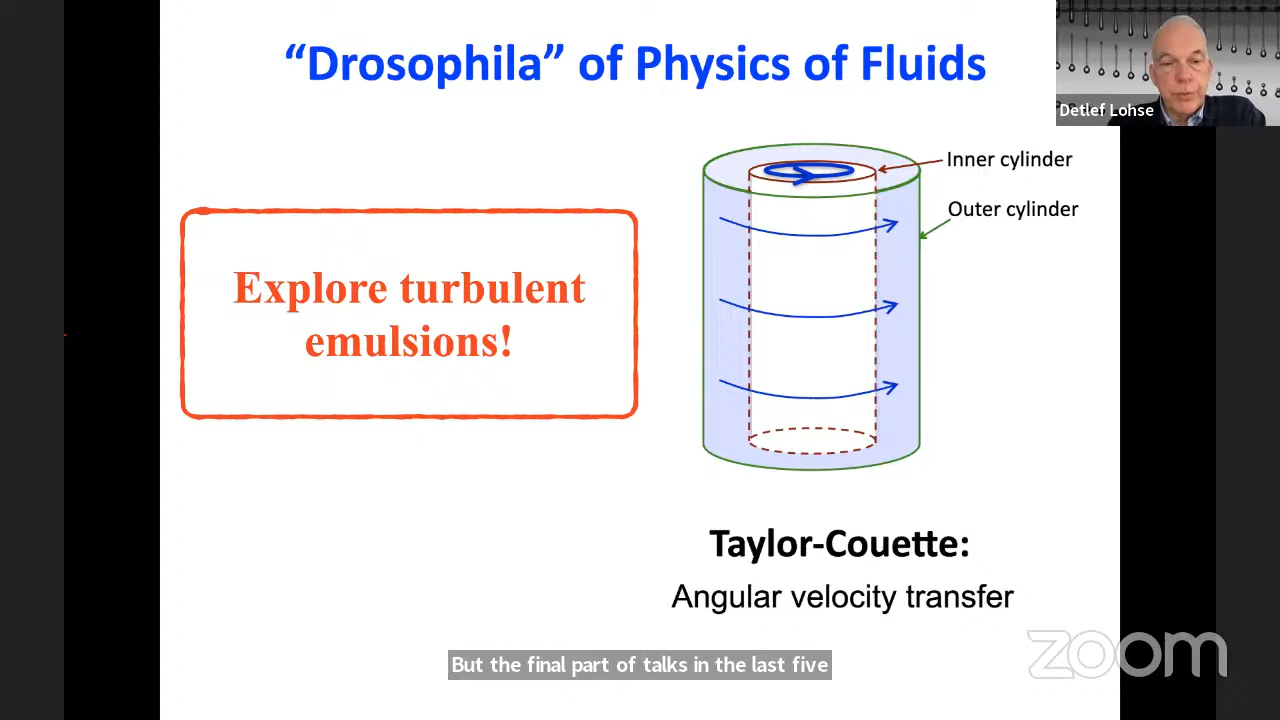 “Drosophila” of Physics of Fluids
Detlef Lohse
Inner cylinder
Outer cylinder
Explore turbulent
emulsions!
Taylor-Couette:
Angular velocity transfer
zoom
But the final part of talks in the last five